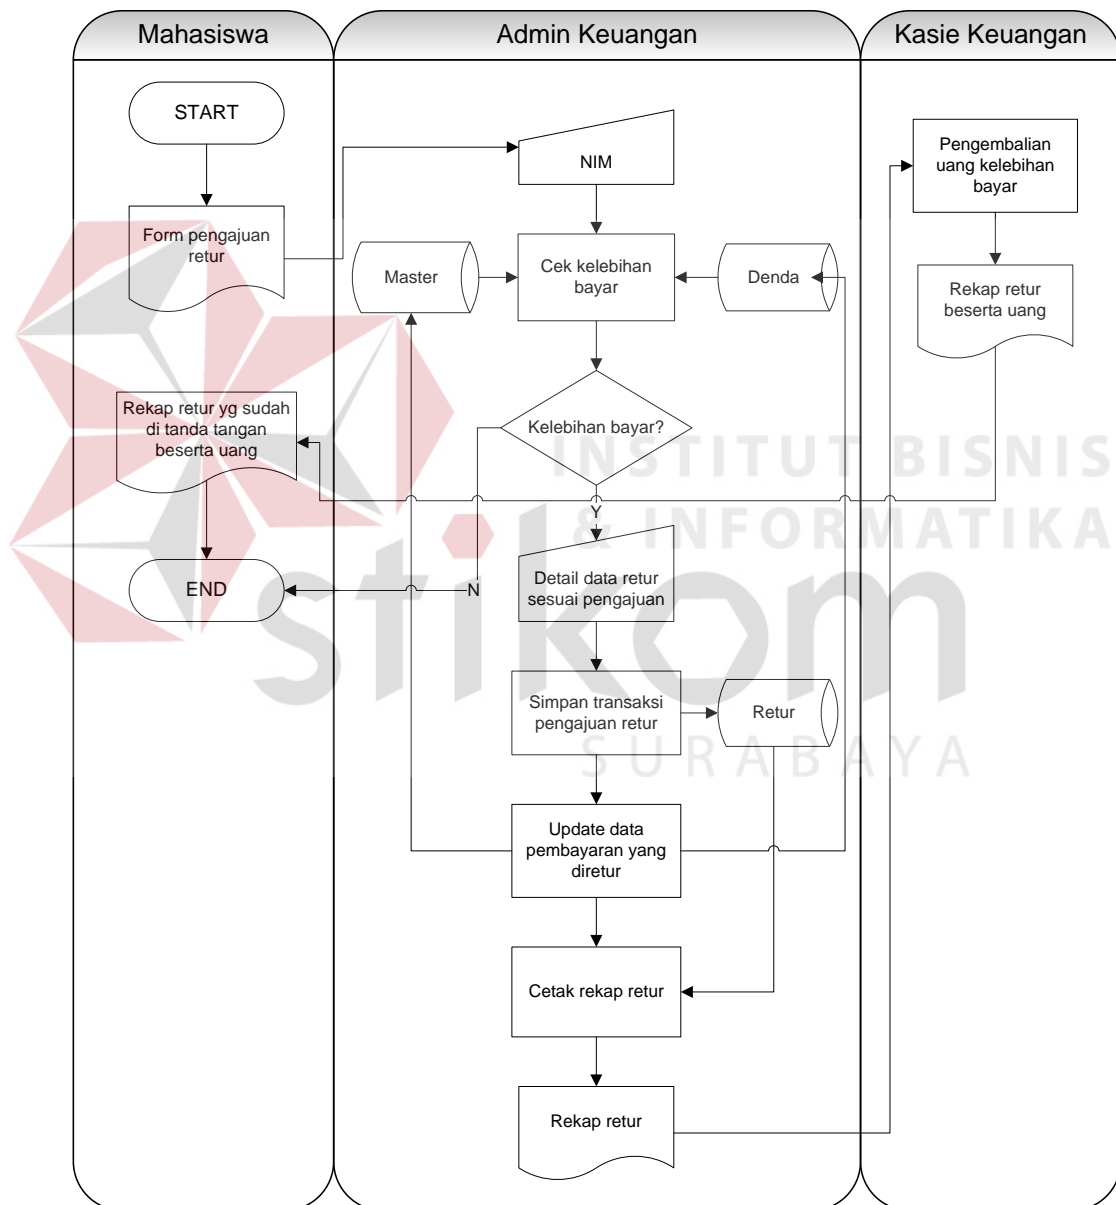 Mahasiswa
Admin Keuangan
Kasie Keuangan
START
Form pengajuan
retur
Rekap retur yg sudah
di tanda tangan
beserta uang
END
NIM
Master
Cek kelebihan
bayar
Denda
Kelebihan bayar?
Y
N
Detail data retur
sesuai pengajuan
Simpan transaksi
pengajuan retur
Retur
Update data
pembayaran yang
diretur
Cetak rekap retur
Rekap retur
Pengembalian
uang kelebihan
bayar
Rekap retur
beserta uang
INSTITUT BISNIS
& INFORMATIKA
stikom
SURABAYA